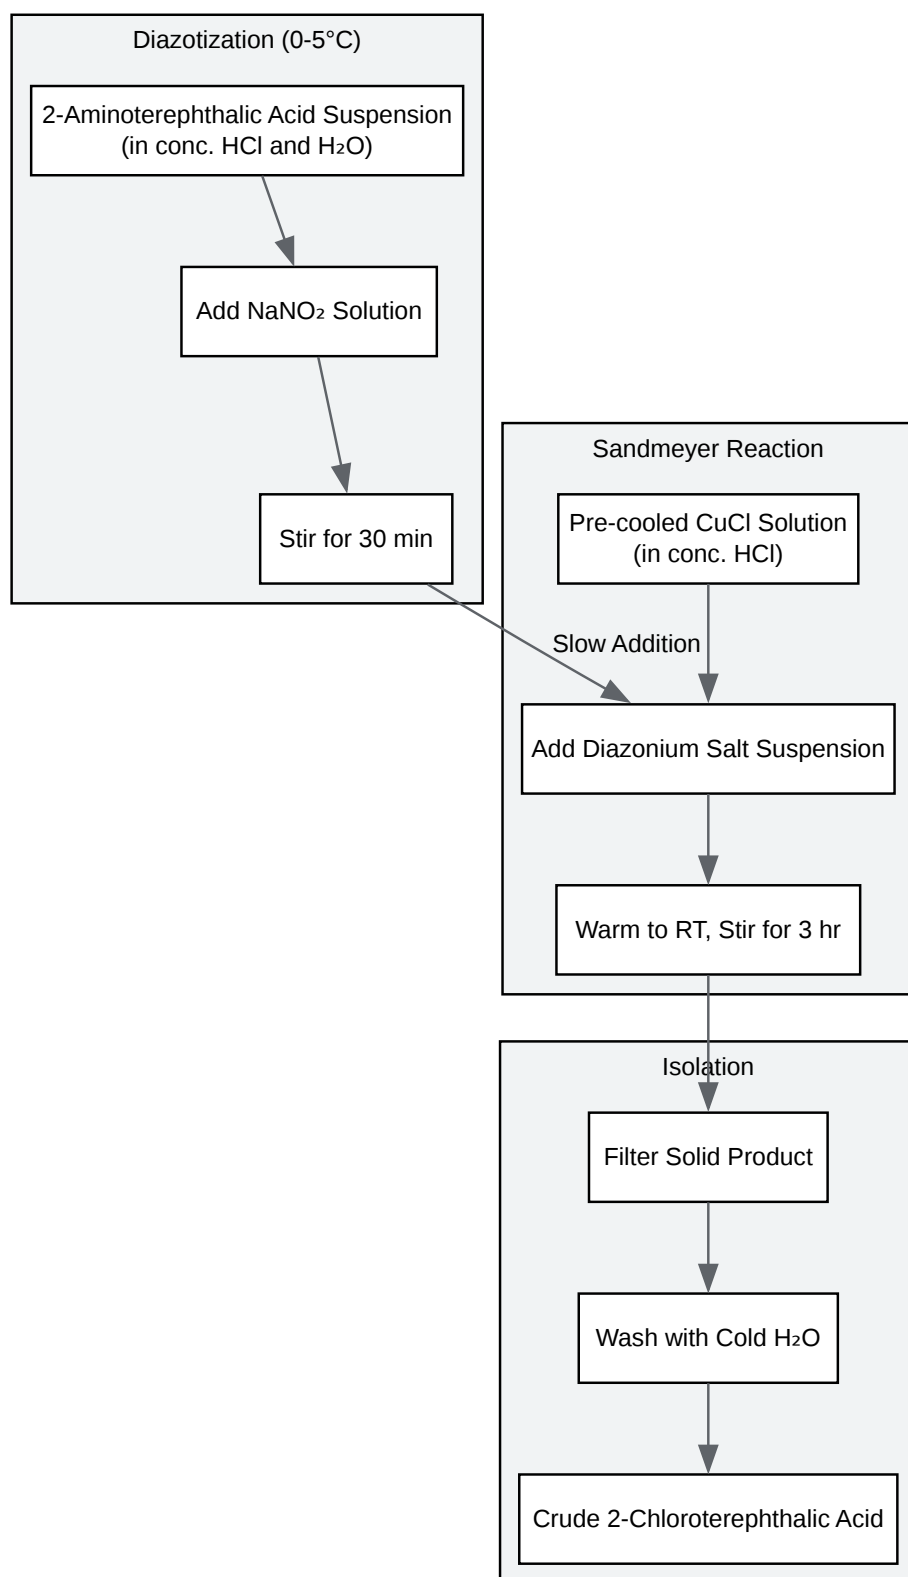 Diazotization (0-5°C)
2-Aminoterephthalic Acid Suspension
(in conc. HCl and H₂O)
Add NaNO₂ Solution
Stir for 30 min
Sandmeyer Reaction
Pre-cooled CuCl Solution
(in conc. HCl)
Slow Addition
Add Diazonium Salt Suspension
Warm to RT, Stir for 3 hr
Isolation
Filter Solid Product
Wash with Cold H₂O
Crude 2-Chloroterephthalic Acid